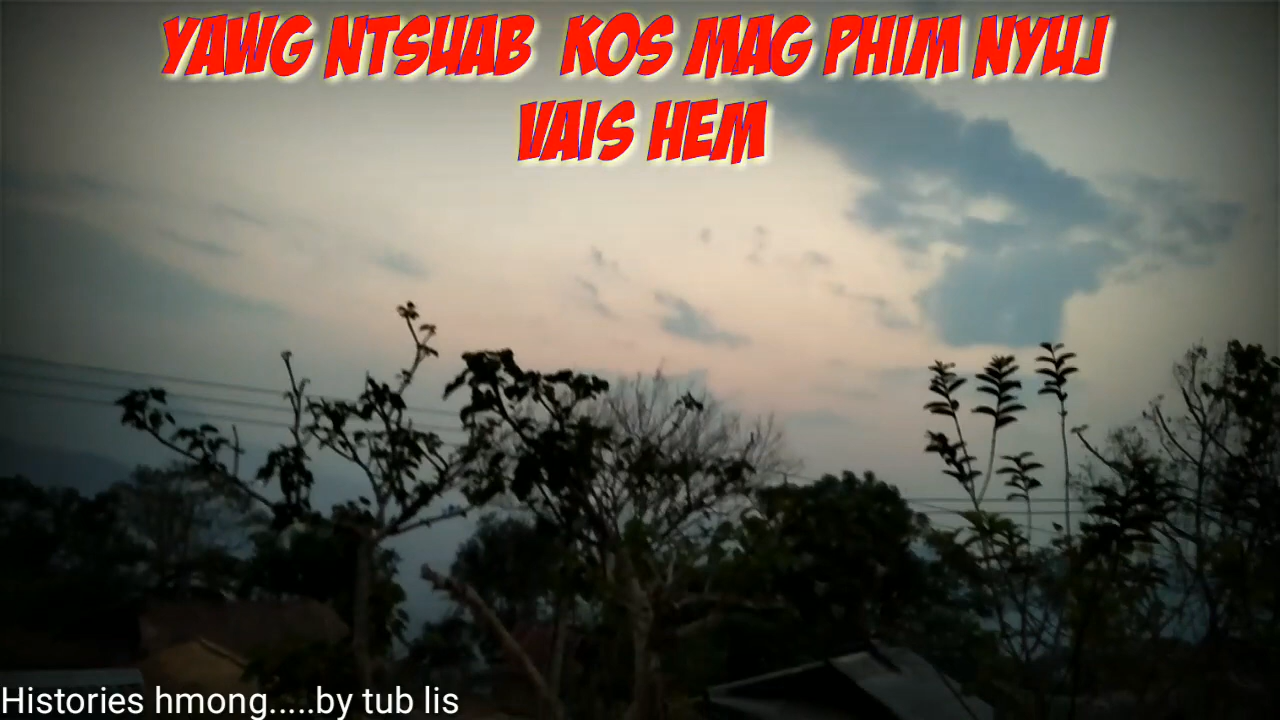 YAWG NTSUAB KOS MAG PHIM NYUJ
VAIS HEM
Histories hmong.....by tub lis